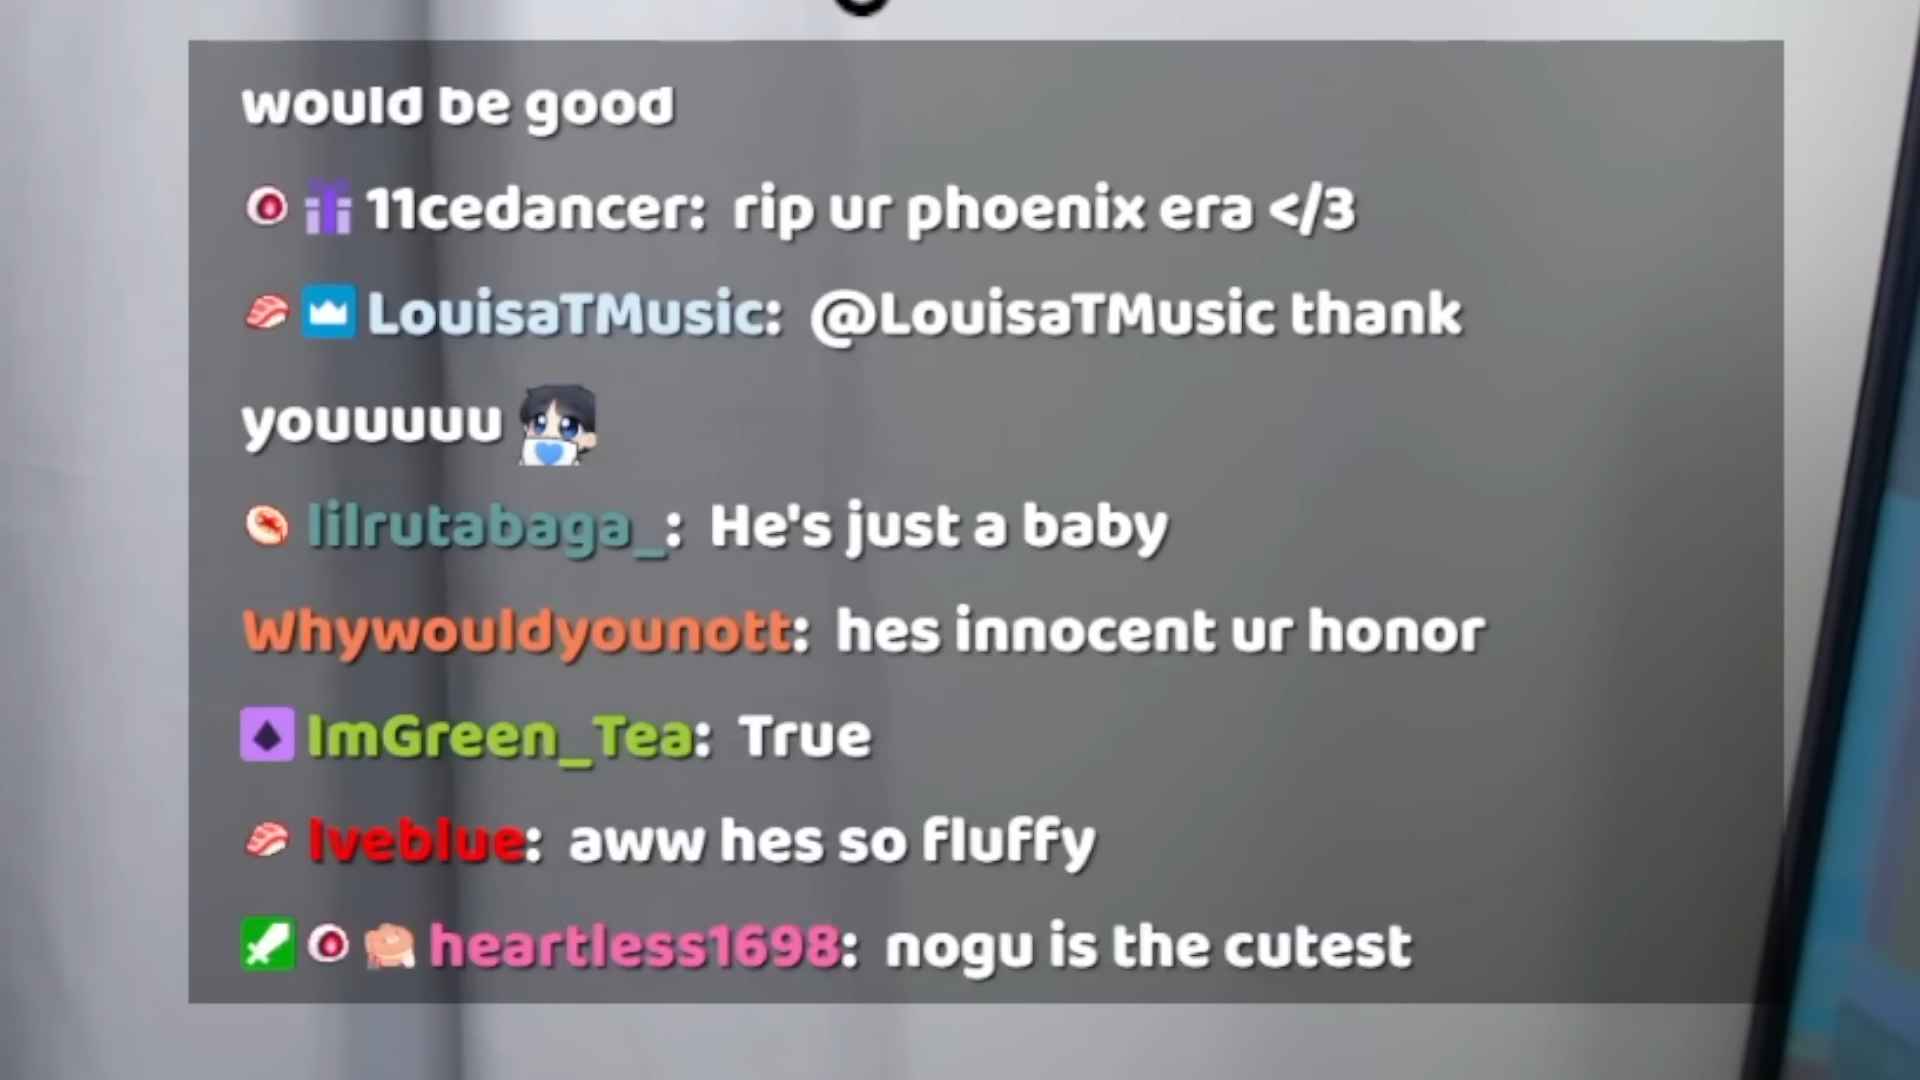 would be good
11cedancer: rip ur phoenix era </3
LouisaTMusic: @LouisaTMusic thank
youuuuuu
lilrutabaga_: He's just a baby
Whywouldyounott: hes innocent ur honor
ImGreen_Tea: True
Iveblue: aww hes so fluffy
heartless1698: nogu is the cutest